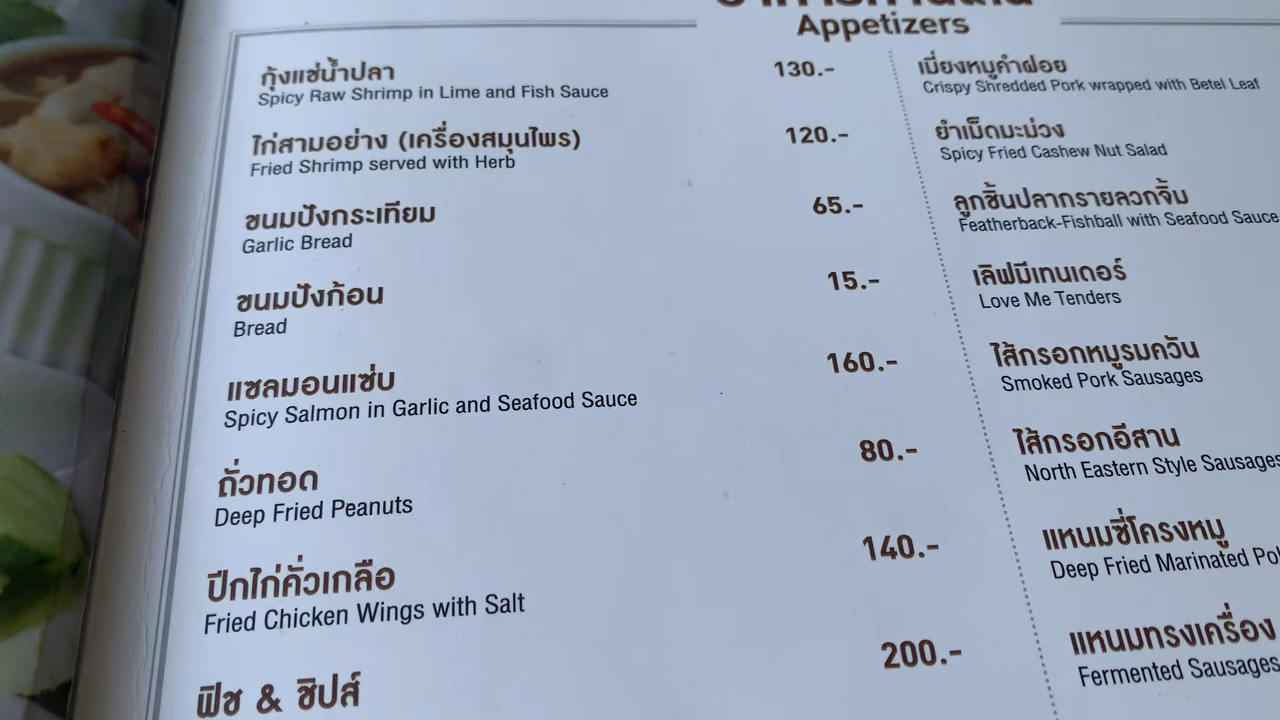 Appetizers
กุ้งแช่น้ำปลา 130.-
Spicy Raw Shrimp in Lime and Fish Sauce
ไก่สามอย่าง (เครื่องสมุนไพร) 120.-
Fried Shrimp served with Herb
ขนมปังกระเทียม 65.-
Garlic Bread
ขนมปังก้อน 15.-
Bread
แซลมอนแซ่บ 160.-
Spicy Salmon in Garlic and Seafood Sauce
ถั่วทอด 80.-
Deep Fried Peanuts
ปีกไก่คั่วเกลือ 140.-
Fried Chicken Wings with Salt
ฟิช & ชิปส์ 200.-
เมี่ยงหมูคำฝอย
Crispy Shredded Pork wrapped with Betel Leaf
ยำเม็ดมะม่วง
Spicy Fried Cashew Nut Salad
ลูกชิ้นปลากรายลวกจิ้ม
Featherback-Fishball with Seafood Sauce
เลิฟมีเทนเดอร์
Love Me Tenders
ไส้กรอกหมูรมควัน
Smoked Pork Sausages
ไส้กรอกอีสาน
North Eastern Style Sausages
แหนมซี่โครงหมู
Deep Fried Marinated
แหนมทรงเครื่อง
Fermented Sausages